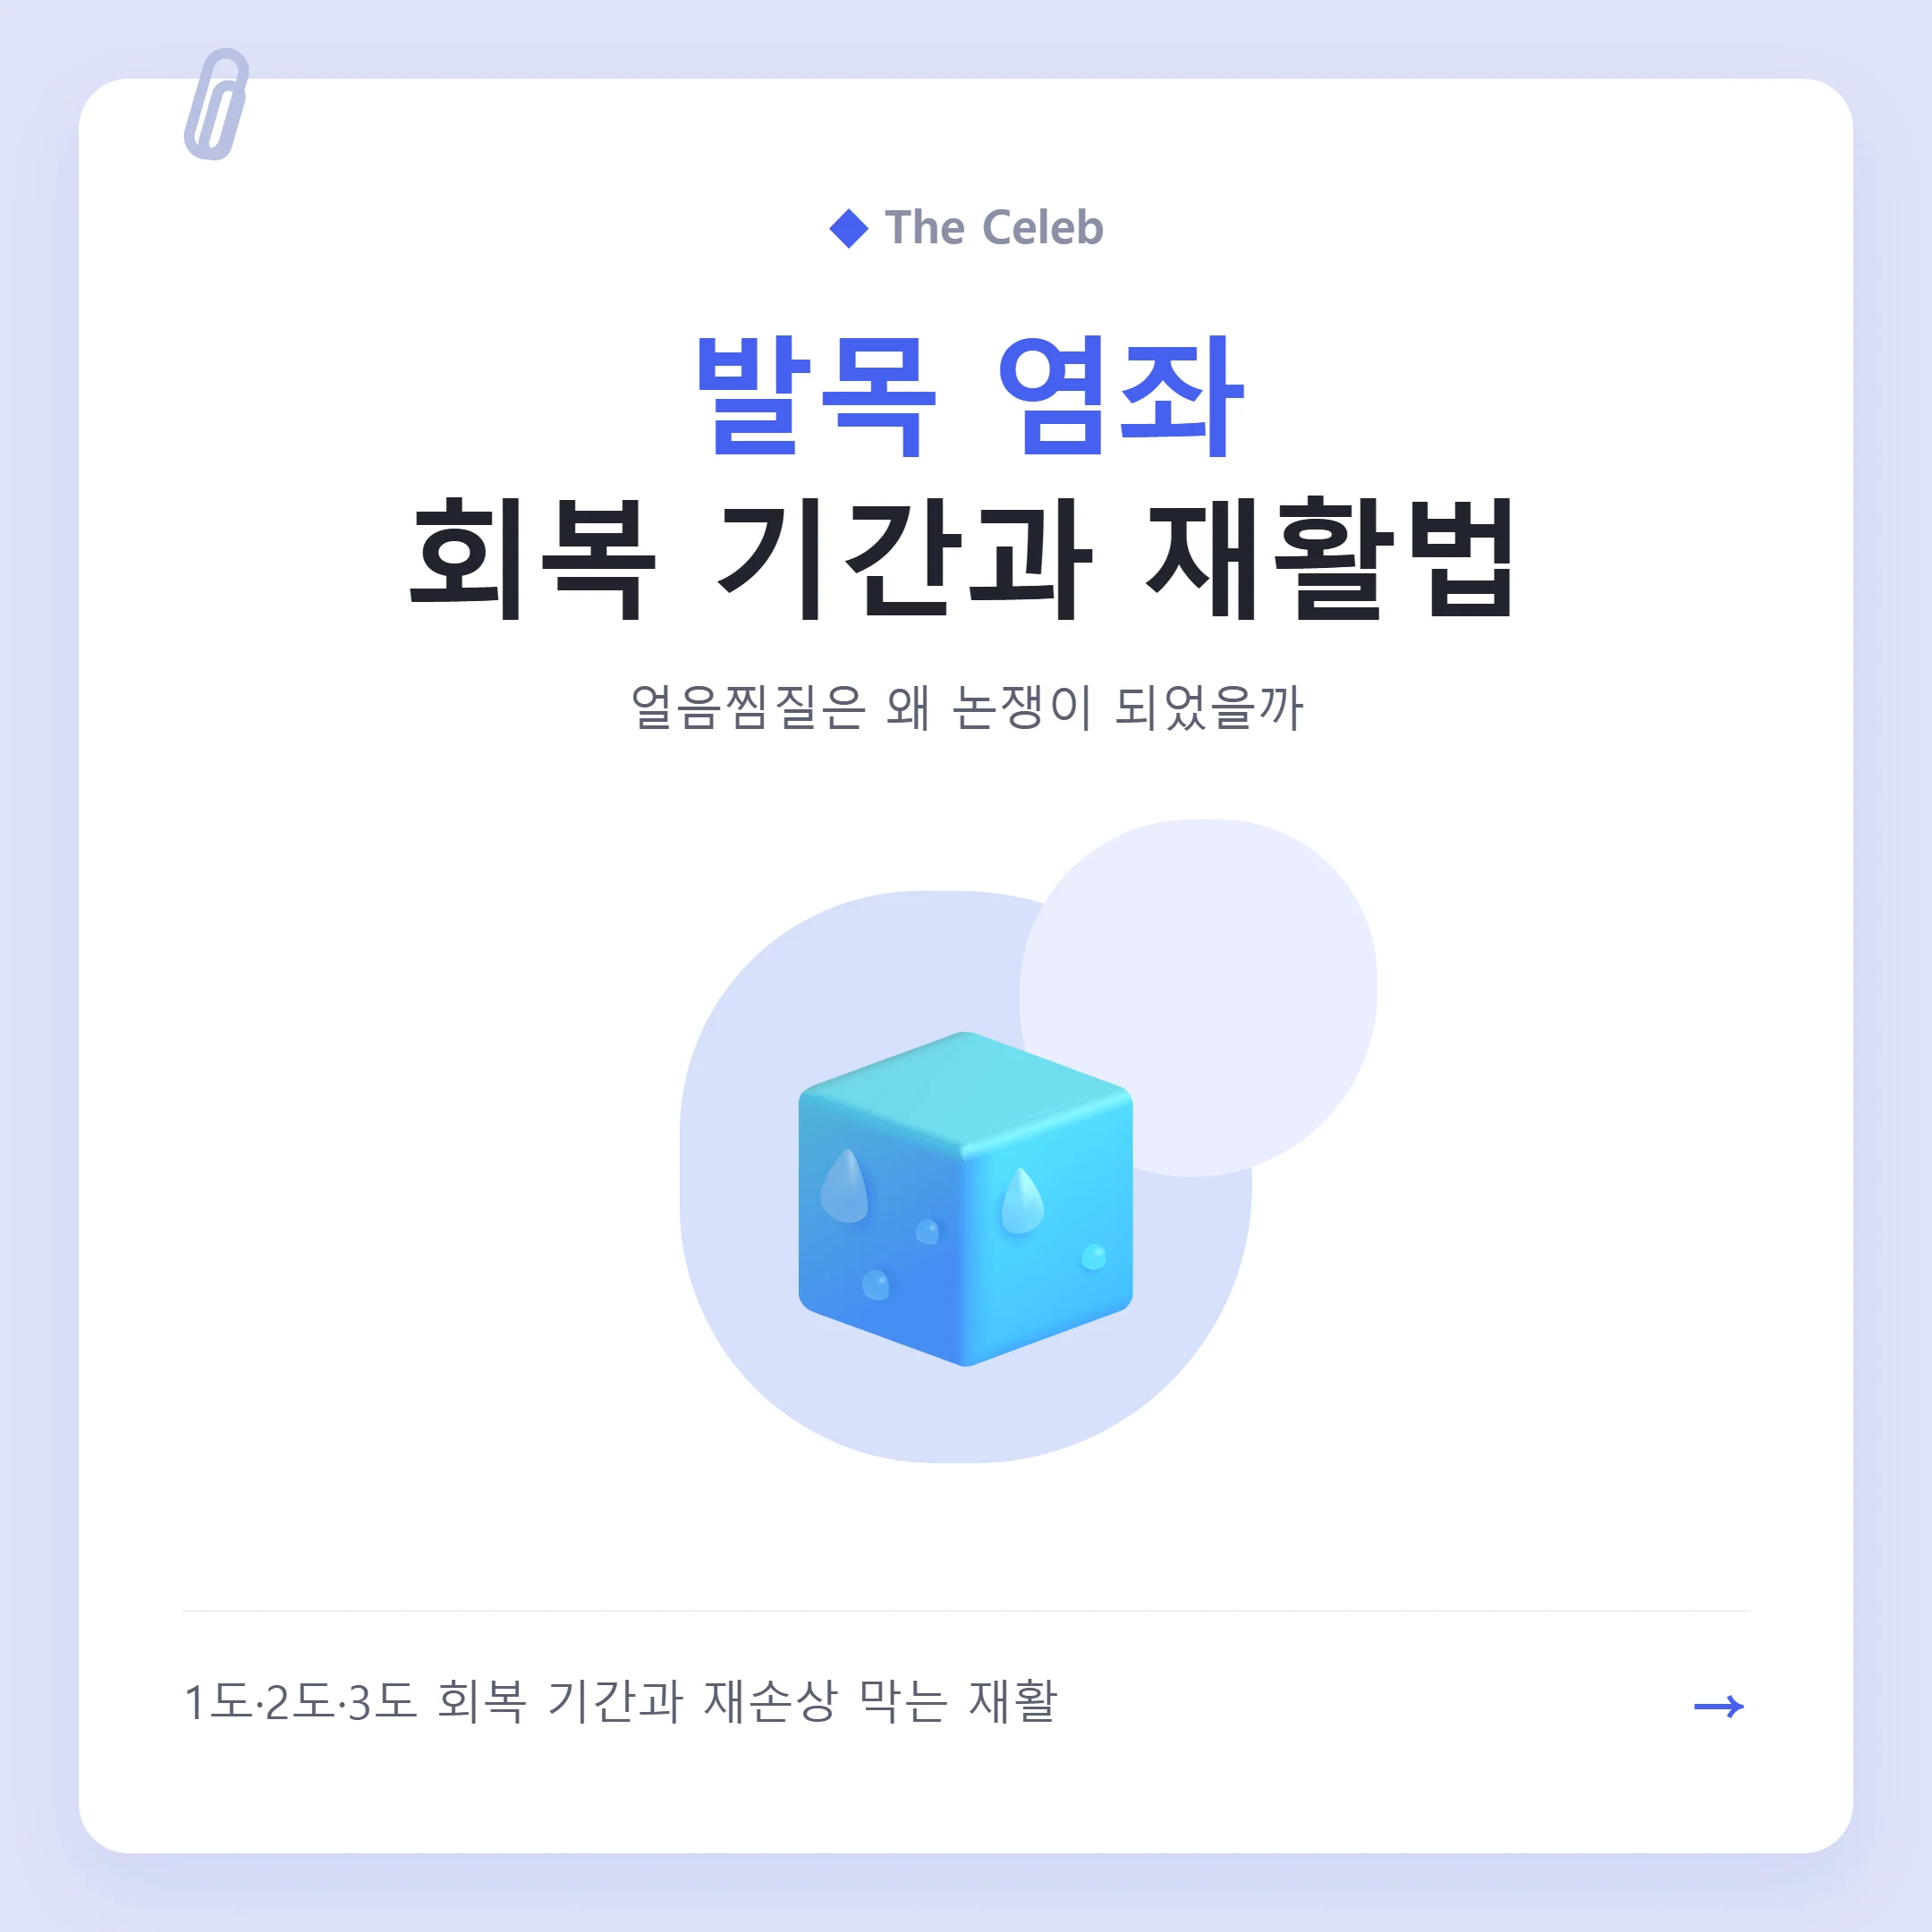 The Celeb
발목 염좌
회복 기간과 재활법
얼음찜질은 왜 논쟁이 되었을까
1도·2도·3도 회복 기간과 재손상 막는 재활
→